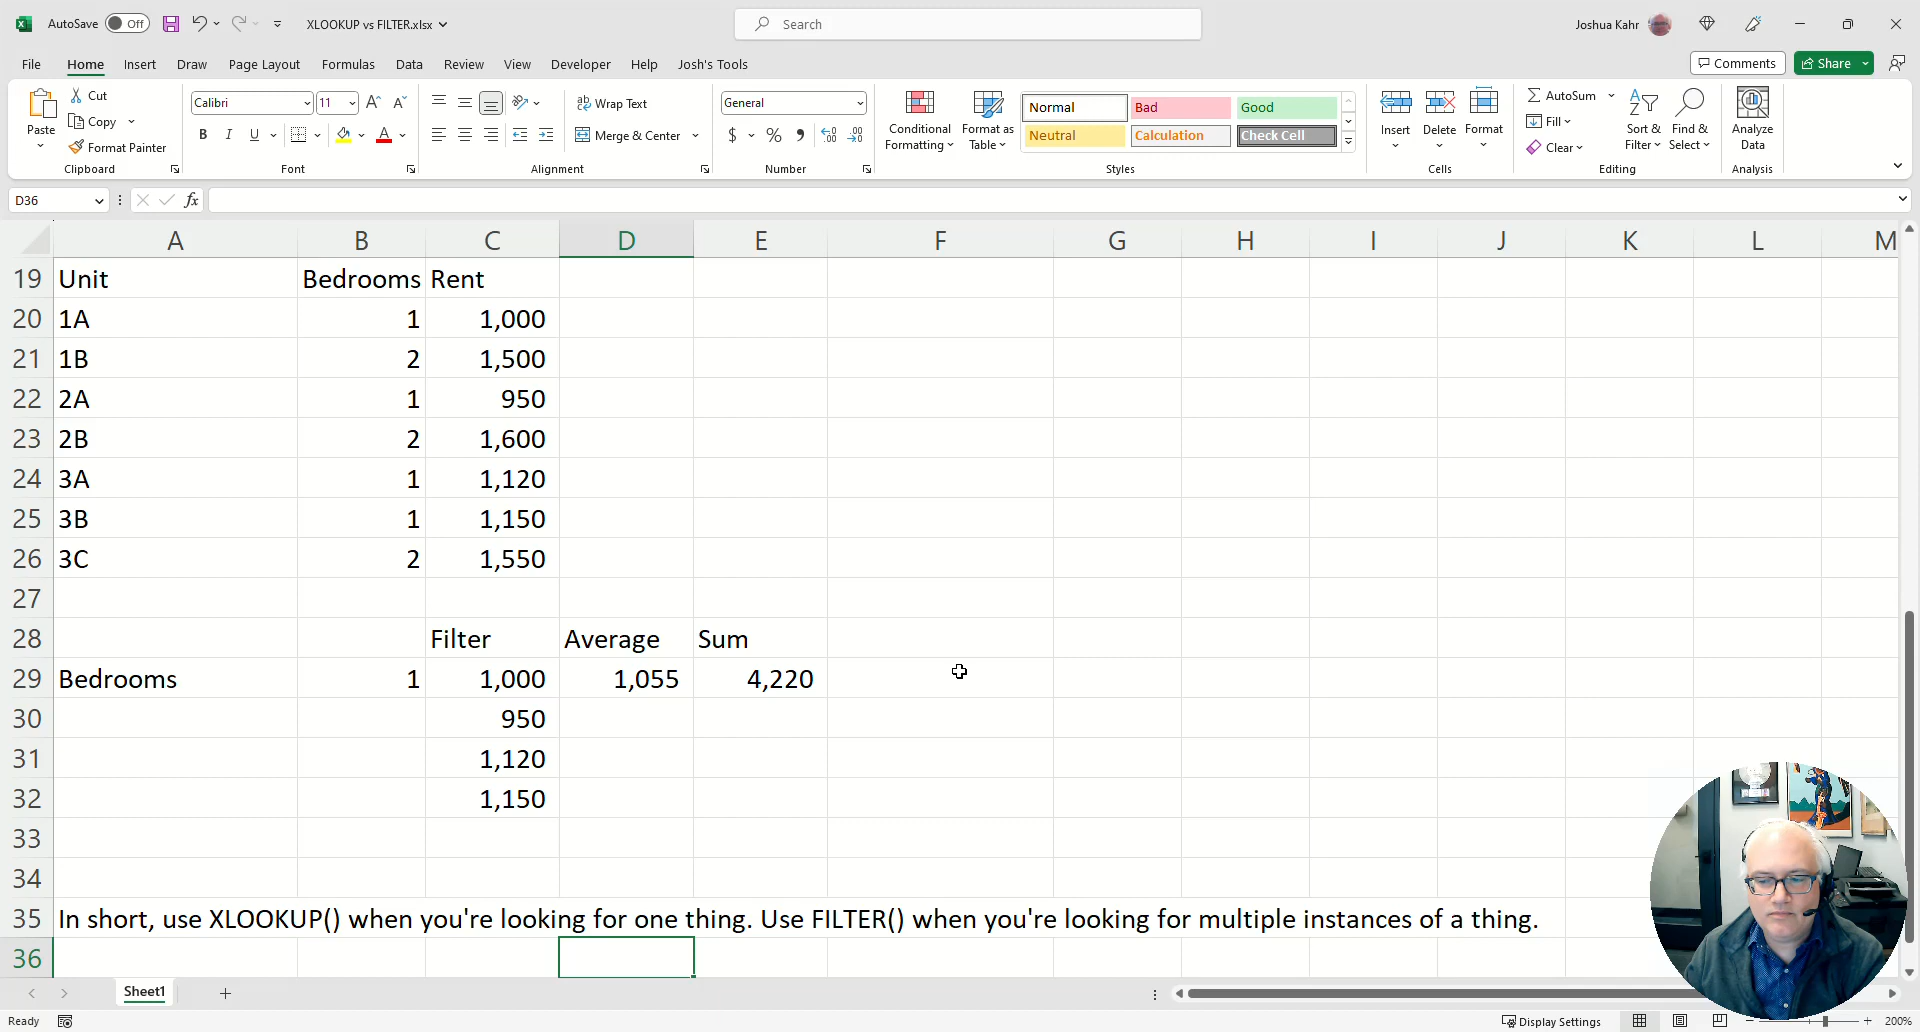 AutoSave Off XLOOKUP vs FILTER.xlsx Search Joshua Kahr
File Home Insert Draw Page Layout Formulas Data Review View Developer Help Josh's Tools Comments Share
Paste Cut Copy Format Painter Clipboard
Calibri 11 B I U A Font
ab Wrap Text Merge & Center Alignment
General $ % , Number
Conditional Formatting Format as Table
Normal Bad Good
Neutral Calculation Check Cell
Styles
Insert Delete Format Cells
AutoSum Fill Clear Sort & Filter Find & Select Editing
Analyze Data Analysis
D36 fx
A B C D E F G H I J K L M
19 Unit Bedrooms Rent
20 1A 1 1,000
21 1B 2 1,500
22 2A 1 950
23 2B 2 1,600
24 3A 1 1,120
25 3B 1 1,150
26 3C 2 1,550
27
28 Filter Average Sum
29 Bedrooms 1 1,000 1,055 4,220
30 950
31 1,120
32 1,150
33
34
35 In short, use XLOOKUP() when you're looking for one thing. Use FILTER() when you're looking for multiple instances of a thing.
36
Sheet1
Ready Display Settings 200%